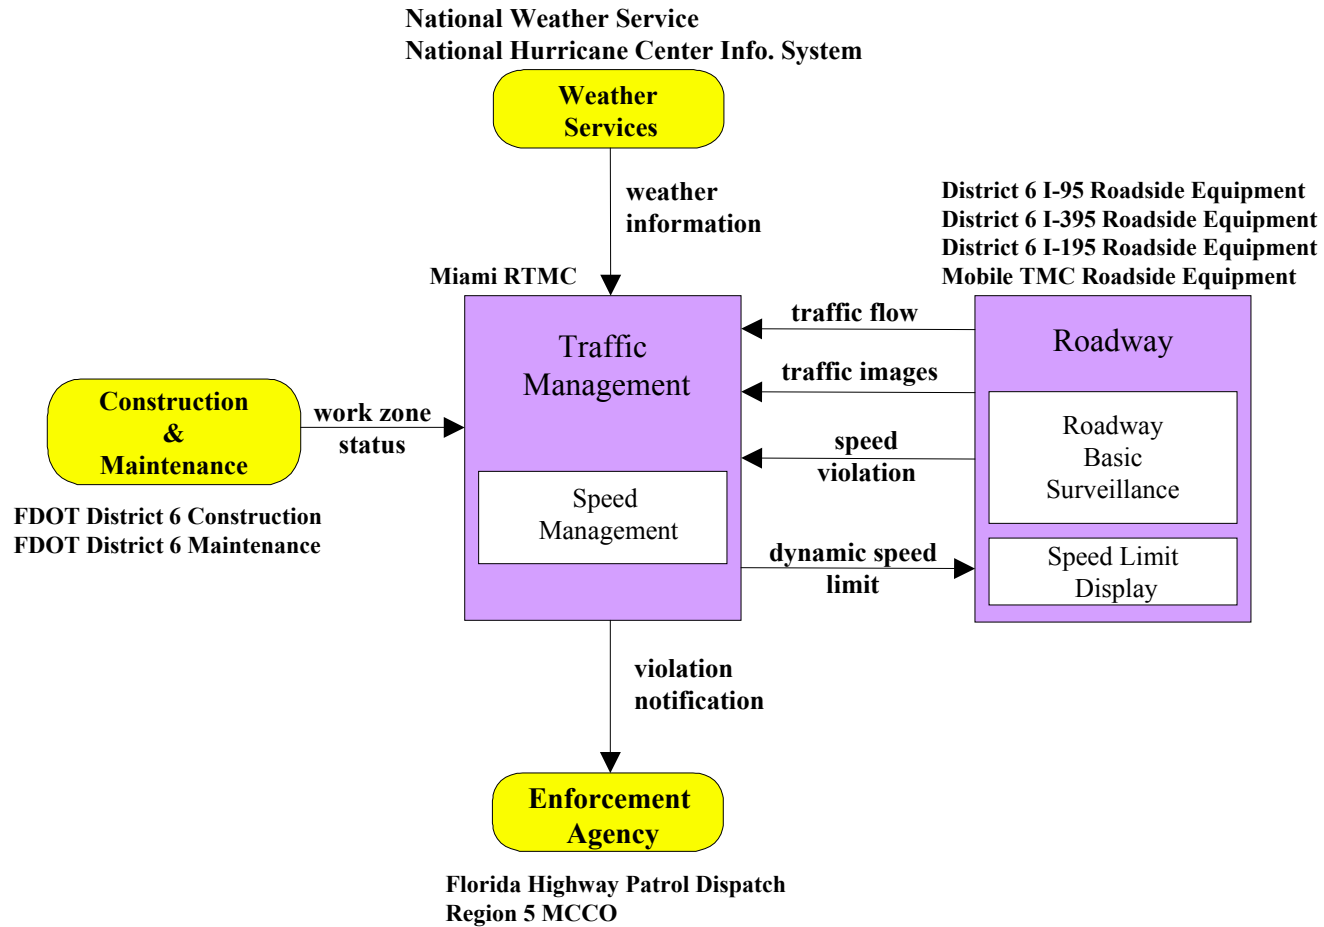 National Weather Service
National Hurricane Center Info. System
Weather
Services
weather
information
District 6 I-95 Roadside Equipment
District 6 I-395 Roadside Equipment
District 6 I-195 Roadside Equipment
Mobile TMC Roadside Equipment
Miami RTMC
Traffic
Management
Speed
Management
traffic flow
traffic images
speed
violation
dynamic speed
limit
Roadway
Roadway
Basic
Surveillance
Speed Limit
Display
Construction
&
Maintenance
work zone
status
FDOT District 6 Construction
FDOT District 6 Maintenance
violation
notification
Enforcement
Agency
Florida Highway Patrol Dispatch
Region 5 MCCO